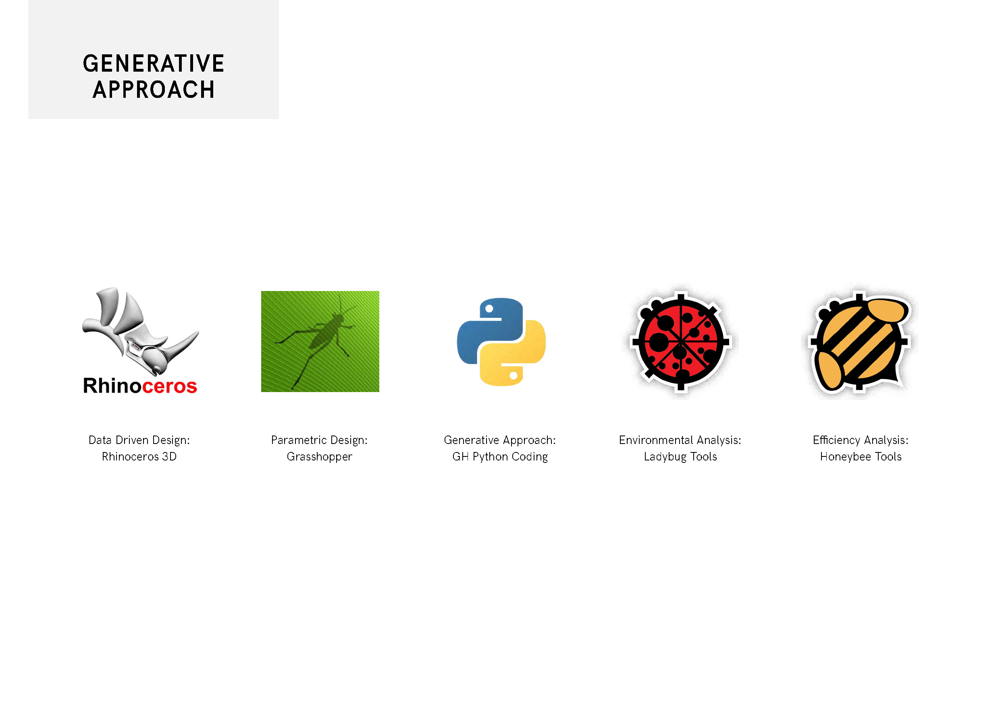 GENERATIVE
APPROACH
Rhinoceros
Data Driven Design:
Rhinoceros 3D
Parametric Design:
Grasshopper
Generative Approach:
GH Python Coding
Environmental Analysis:
Ladybug Tools
Efficiency Analysis:
Honeybee Tools